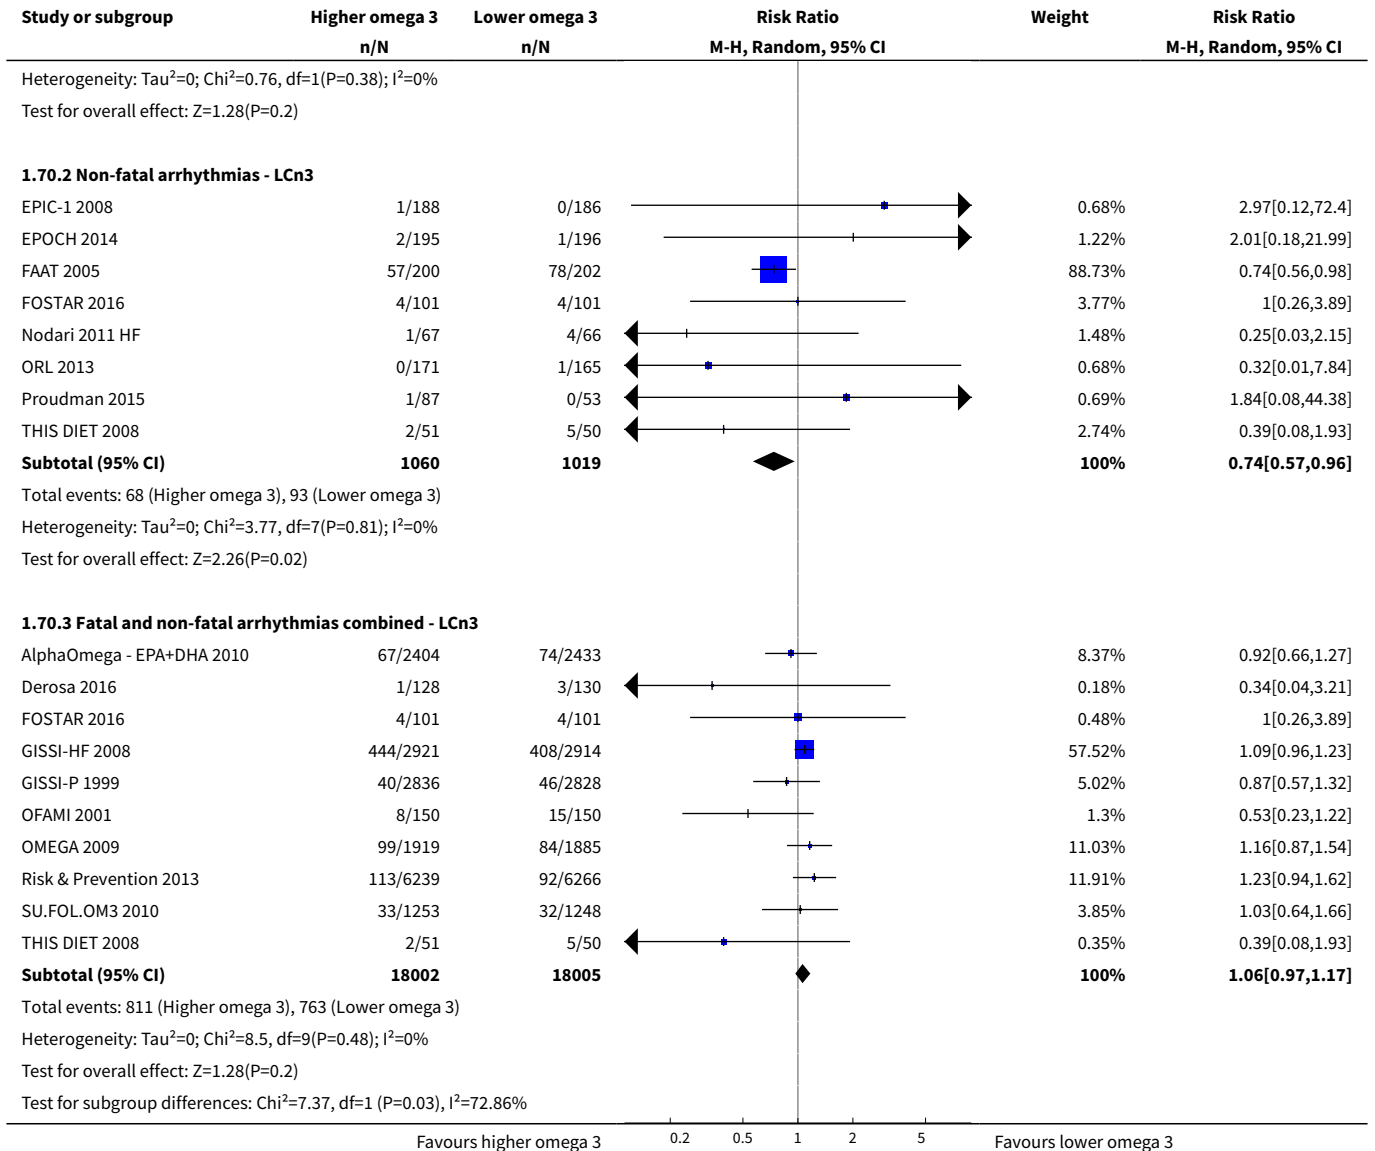 Study or subgroup Higher omega 3 Lower omega 3 Risk Ratio Weight Risk Ratio
n/N n/N M-H, Random, 95% CI M-H, Random, 95% CI
Heterogeneity: Tau²=0; Chi²=0.76, df=1(P=0.38); I²=0%
Test for overall effect: Z=1.28(P=0.2)
1.70.2 Non-fatal arrhythmias - LCn3
EPIC-1 2008 1/188 0/186 0.68% 2.97[0.12,72.4]
EPOCH 2014 2/195 1/196 1.22% 2.01[0.18,21.99]
FAAT 2005 57/200 78/202 88.73% 0.74[0.56,0.98]
FOSTAR 2016 4/101 4/101 3.77% 1[0.26,3.89]
Nodari 2011 HF 1/67 4/66 1.48% 0.25[0.03,2.15]
ORL 2013 0/171 1/165 0.68% 0.32[0.01,7.84]
Proudman 2015 1/87 0/53 0.69% 1.84[0.08,44.38]
THIS DIET 2008 2/51 5/50 2.74% 0.39[0.08,1.93]
Subtotal (95% CI) 1060 1019 100% 0.74[0.57,0.96]
Total events: 68 (Higher omega 3), 93 (Lower omega 3)
Heterogeneity: Tau²=0; Chi²=3.77, df=7(P=0.81); I²=0%
Test for overall effect: Z=2.26(P=0.02)
1.70.3 Fatal and non-fatal arrhythmias combined - LCn3
AlphaOmega - EPA+DHA 2010 67/2404 74/2433 8.37% 0.92[0.66,1.27]
Derosa 2016 1/128 3/130 0.18% 0.34[0.04,3.21]
FOSTAR 2016 4/101 4/101 0.48% 1[0.26,3.89]
GISSI-HF 2008 444/2921 408/2914 57.52% 1.09[0.96,1.23]
GISSI-P 1999 40/2836 46/2828 5.02% 0.87[0.57,1.32]
OFAMI 2001 8/150 15/150 1.3% 0.53[0.23,1.22]
OMEGA 2009 99/1919 84/1885 11.03% 1.16[0.87,1.54]
Risk & Prevention 2013 113/6239 92/6266 11.91% 1.23[0.94,1.62]
SU.FOL.OM3 2010 33/1253 32/1248 3.85% 1.03[0.64,1.66]
THIS DIET 2008 2/51 5/50 0.35% 0.39[0.08,1.93]
Subtotal (95% CI) 18002 18005 100% 1.06[0.97,1.17]
Total events: 811 (Higher omega 3), 763 (Lower omega 3)
Heterogeneity: Tau²=0; Chi²=8.5, df=9(P=0.48); I²=0%
Test for overall effect: Z=1.28(P=0.2)
Test for subgroup differences: Chi²=7.37, df=1 (P=0.03), I²=72.86%
Favours higher omega 3 0.2 0.5 1 2 5 Favours lower omega 3